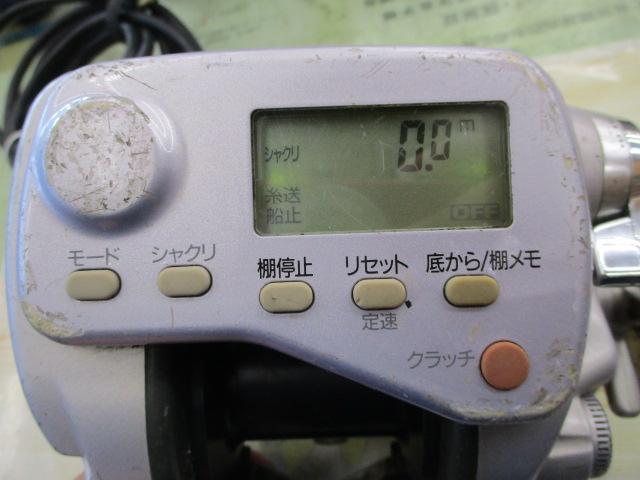 シャクリ 0.0 m
糸送
船止 OFF
モード シャクリ 棚停止 リセット 底から/棚メモ
定速
クラッチ